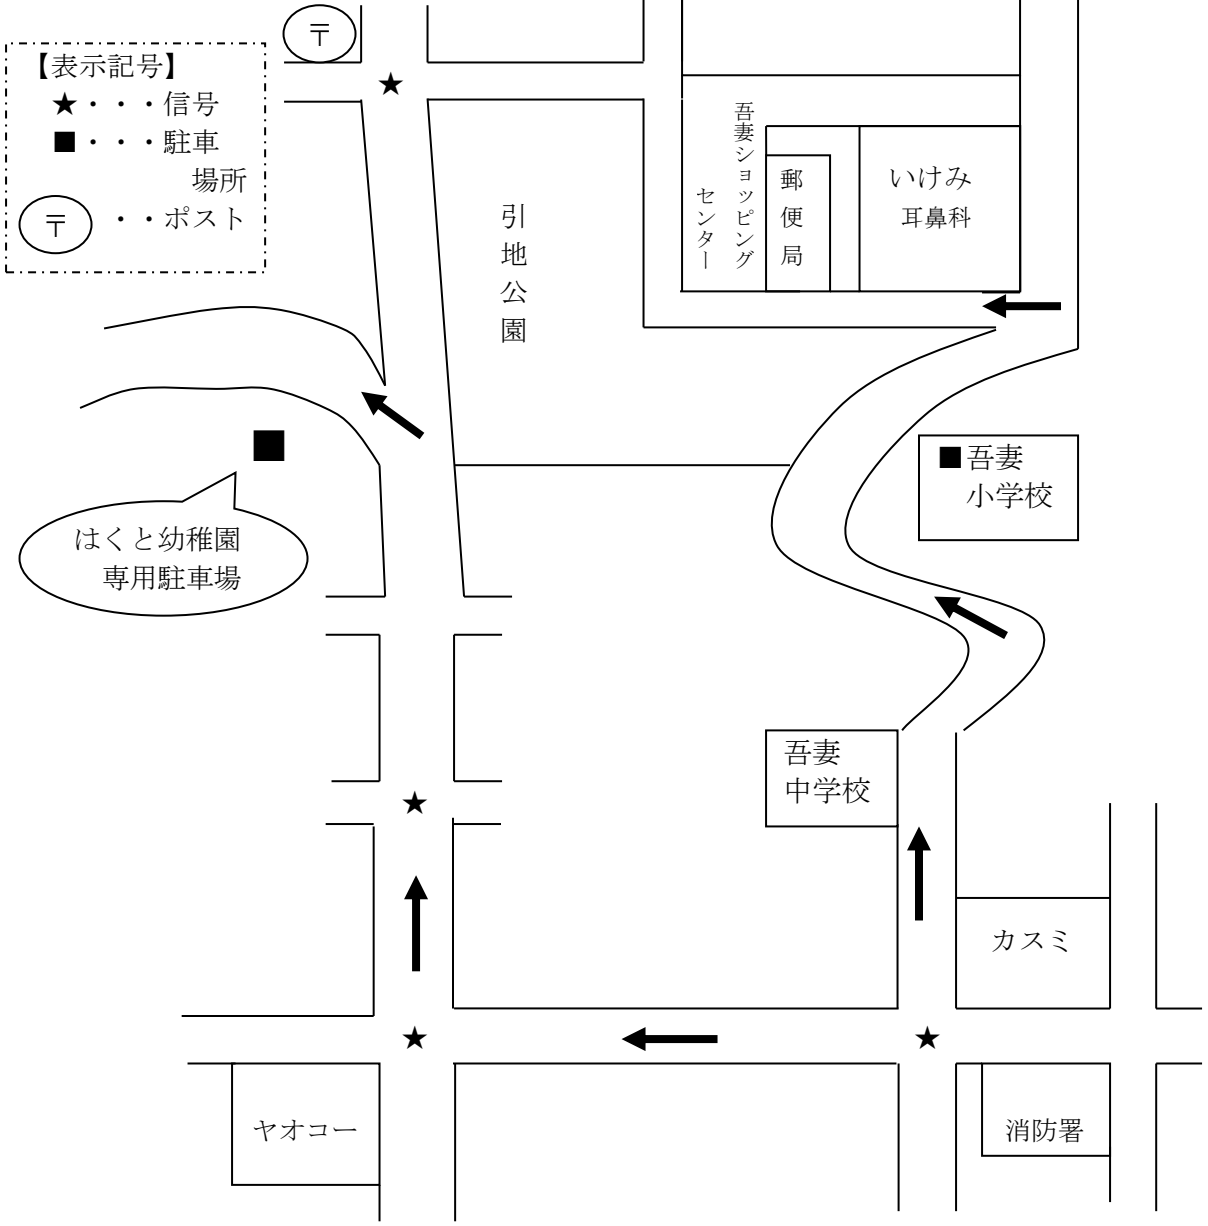 〒
【表示記号】
★・・・信号
■・・・駐車
場所
〒 ・・ポスト
吾妻ショッピング
センター
郵便局
いけみ
耳鼻科
引地公園
■吾妻
小学校
はくと幼稚園
専用駐車場
吾妻
中学校
カスミ
ヤオコー
消防署